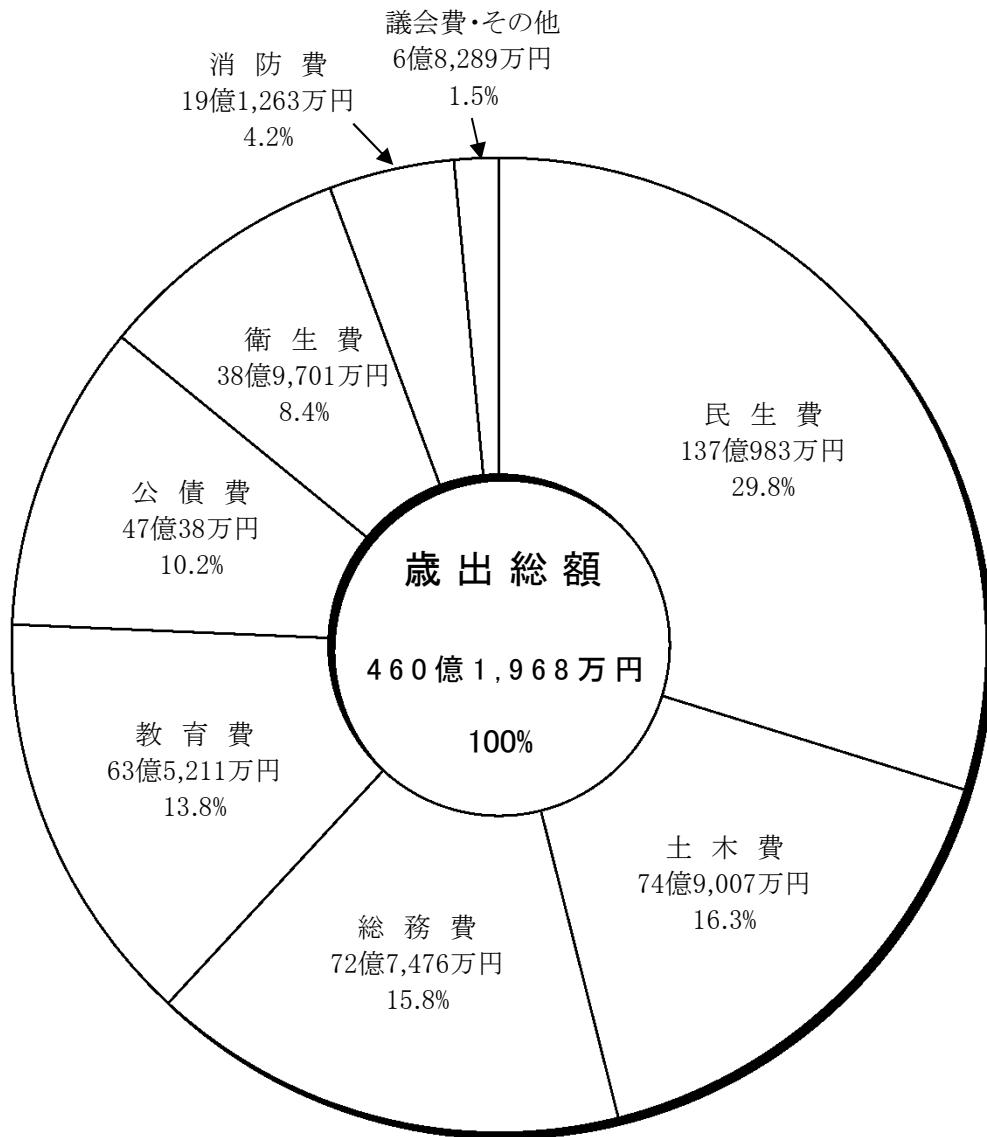 議会費・その他
6億8,289万円
1.5%
消 防 費
19億1,263万円
4.2%
衛 生 費
38億9,701万円
8.4%
民 生 費
137億983万円
29.8%
公 債 費
47億38万円
10.2%
歳出総額
460億1,968万円
100%
教 育 費
63億5,211万円
13.8%
土 木 費
74億9,007万円
16.3%
総 務 費
72億7,476万円
15.8%